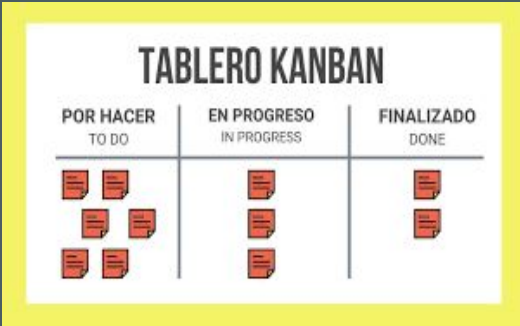 TABLERO KANBAN
POR HACER
TO DO
EN PROGRESO
IN PROGRESS
FINALIZADO
DONE